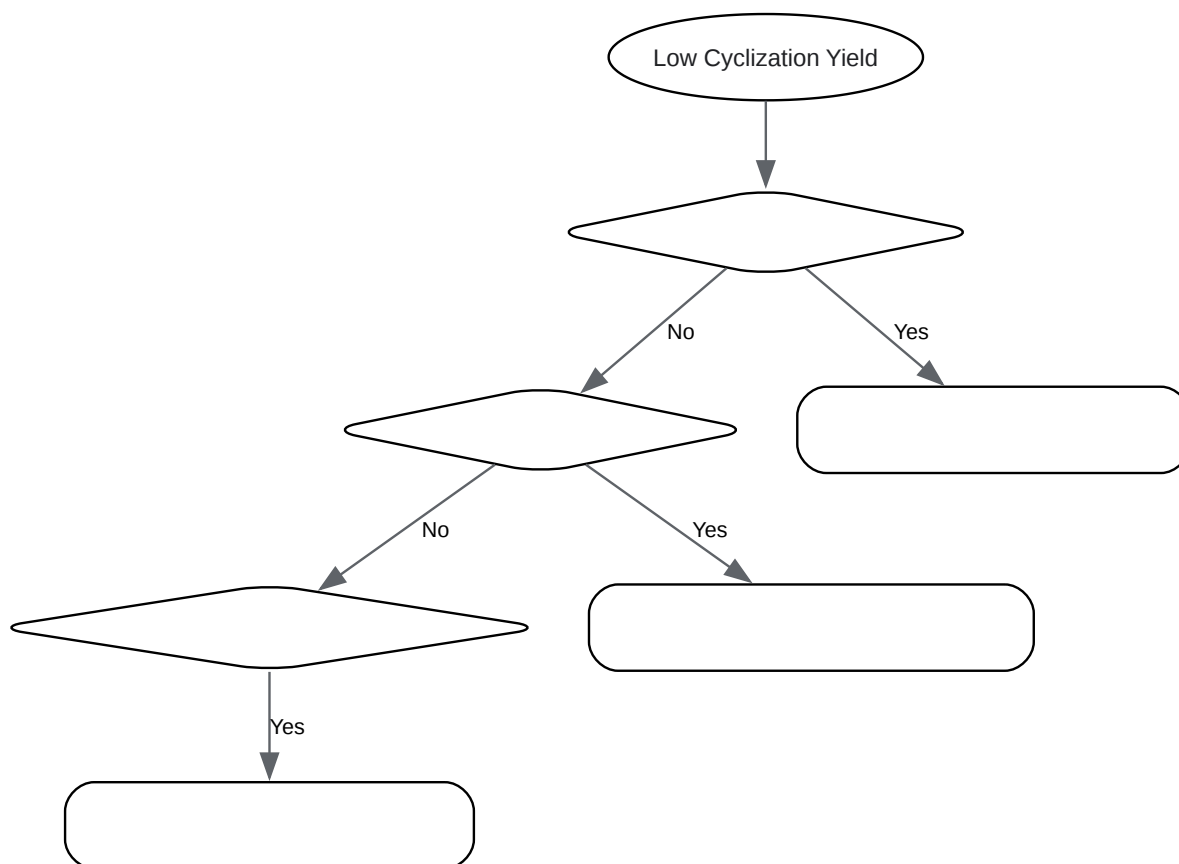 Low Cyclization Yield
No
Yes
No
Yes
Yes